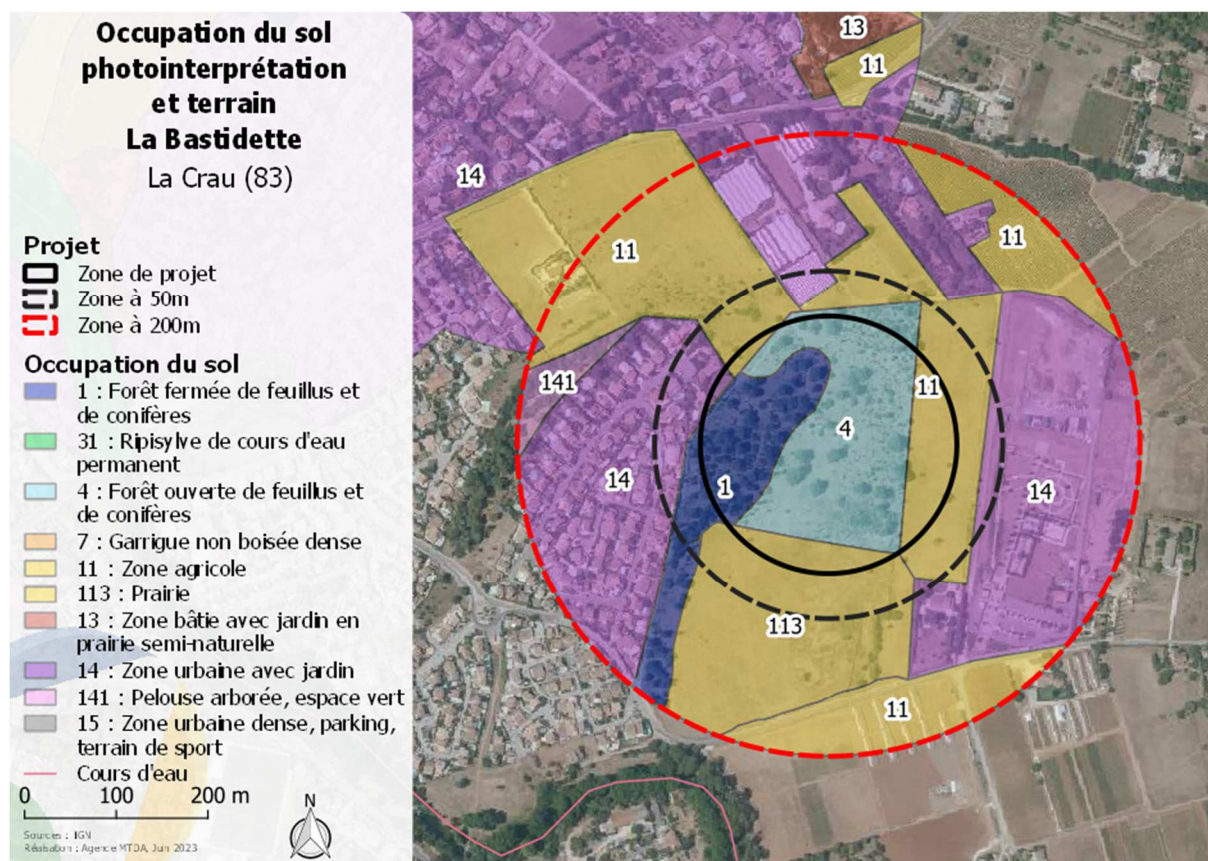 Occupation du sol
photointerprétation
et terrain
La Bastidette
La Crau (83)
Projet
Zone de projet
Zone à 50m
Zone à 200m
Occupation du sol
1 : Forêt fermée de feuillus et
de conifères
31 : Ripisylve de cours d'eau
permanent
4 : Forêt ouverte de feuillus et
de conifères
7 : Garrigue non boisée dense
11 : Zone agricole
113 : Prairie
13 : Zone bâtie avec jardin en
prairie semi-naturelle
14 : Zone urbaine avec jardin
141 : Pelouse arborée, espace vert
15 : Zone urbaine dense, parking,
terrain de sport
Cours d'eau
0 100 200 m
N
Sources : IGN
Réalisation : Agence MTDA, Juin 2023
13
11
14
11
11
141
11
4
14
1
14
113
11